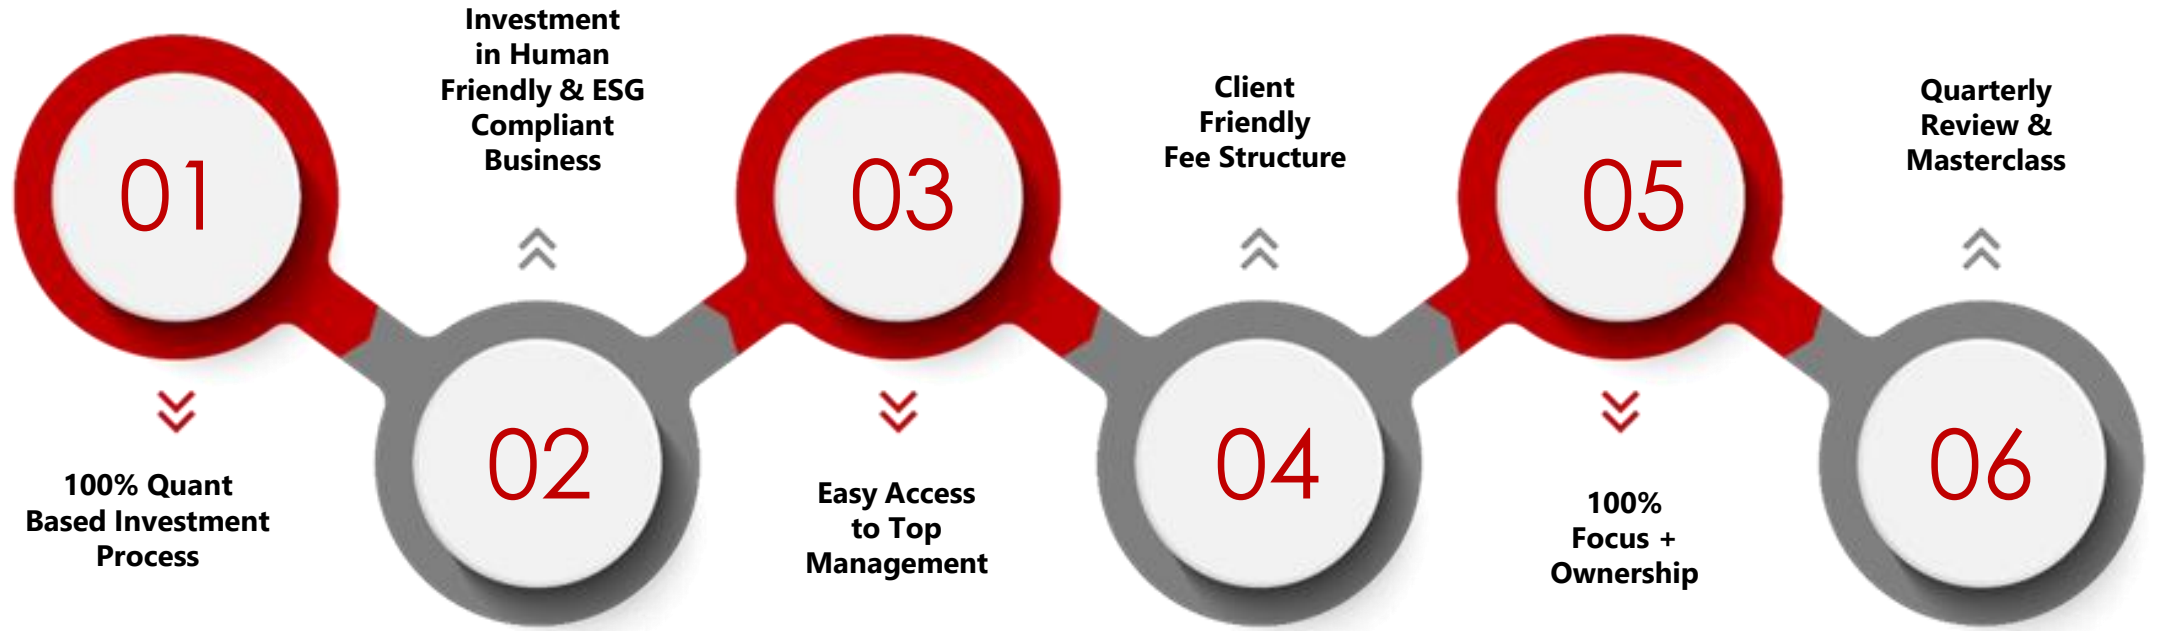 01
100% Quant
Based Investment
Process
Investment
in Human
Friendly & ESG
Compliant
Business
02
03
Easy Access
to Top
Management
Client
Friendly
Fee Structure
04
05
100%
Focus +
Ownership
Quarterly
Review &
Masterclass
06